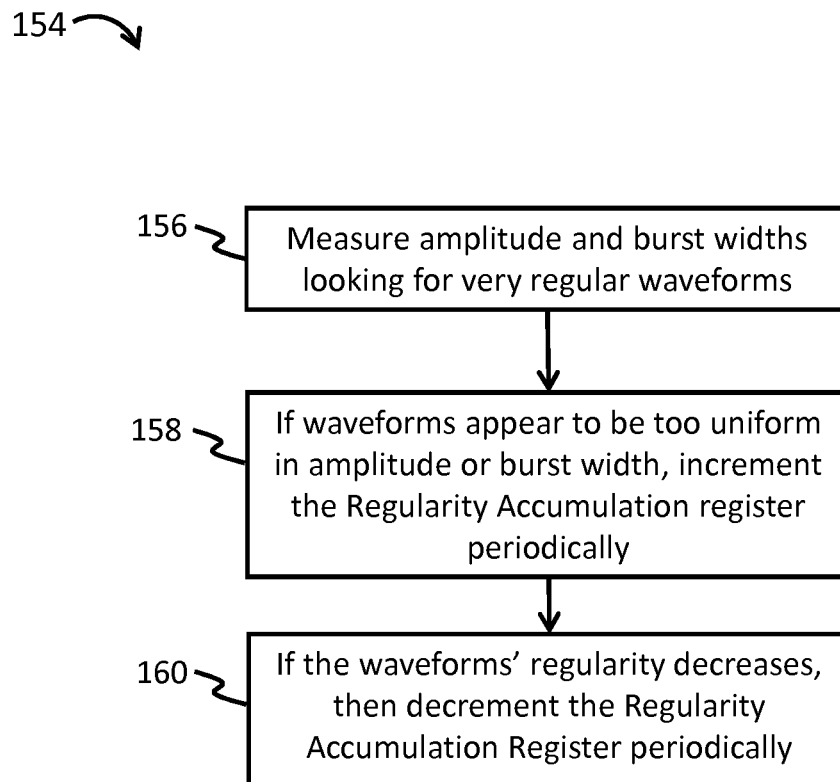 154
156
Measure amplitude and burst widths
looking for very regular waveforms
158
If waveforms appear to be too uniform
in amplitude or burst width, increment
the Regularity Accumulation register
periodically
160
If the waveforms’ regularity decreases,
then decrement the Regularity
Accumulation Register periodically